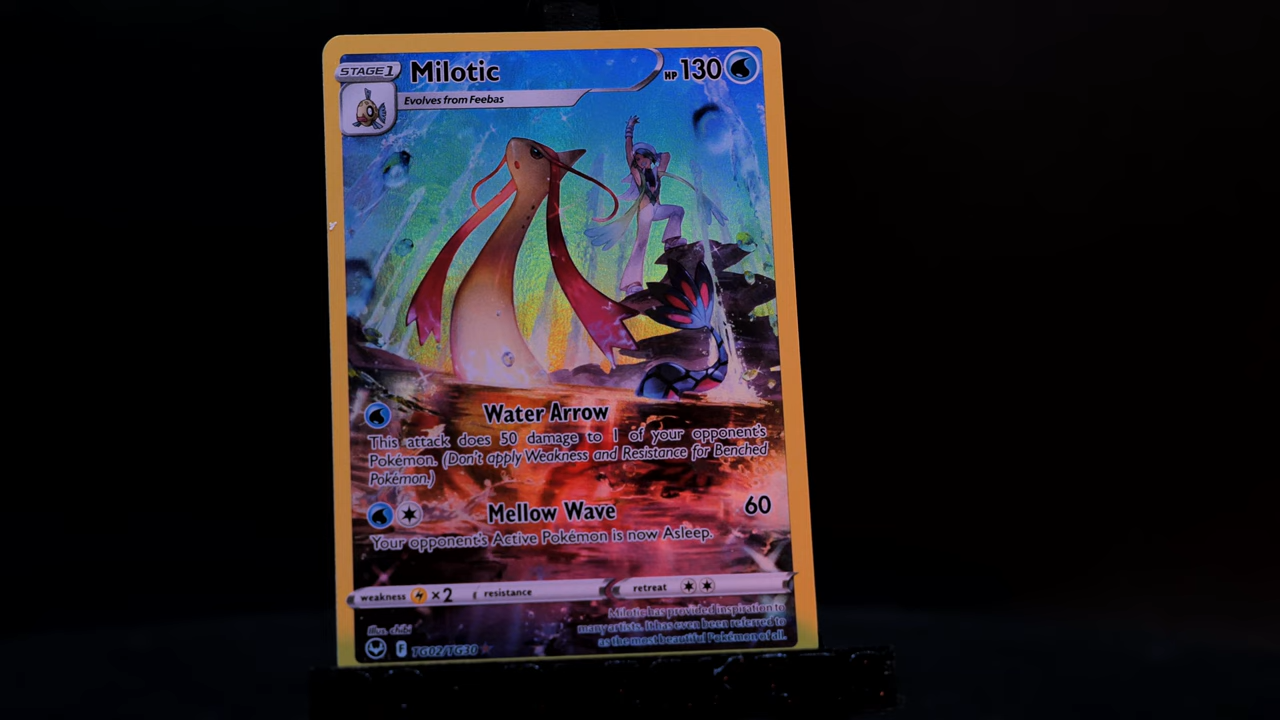 STAGE 1 Milotic HP 130
Evolves from Feebas
Water Arrow
This attack does 50 damage to 1 of your opponent's
Pokémon. (Don't apply Weakness and Resistance for Benched
Pokémon.)
Mellow Wave 60
Your opponent's Active Pokémon is now Asleep.
weakness ×2 resistance retreat
Milotic has provided inspiration to
many artists. It has even been referred to
as the most beautiful Pokémon of all.
Illus. chibi
F TG02/TG30